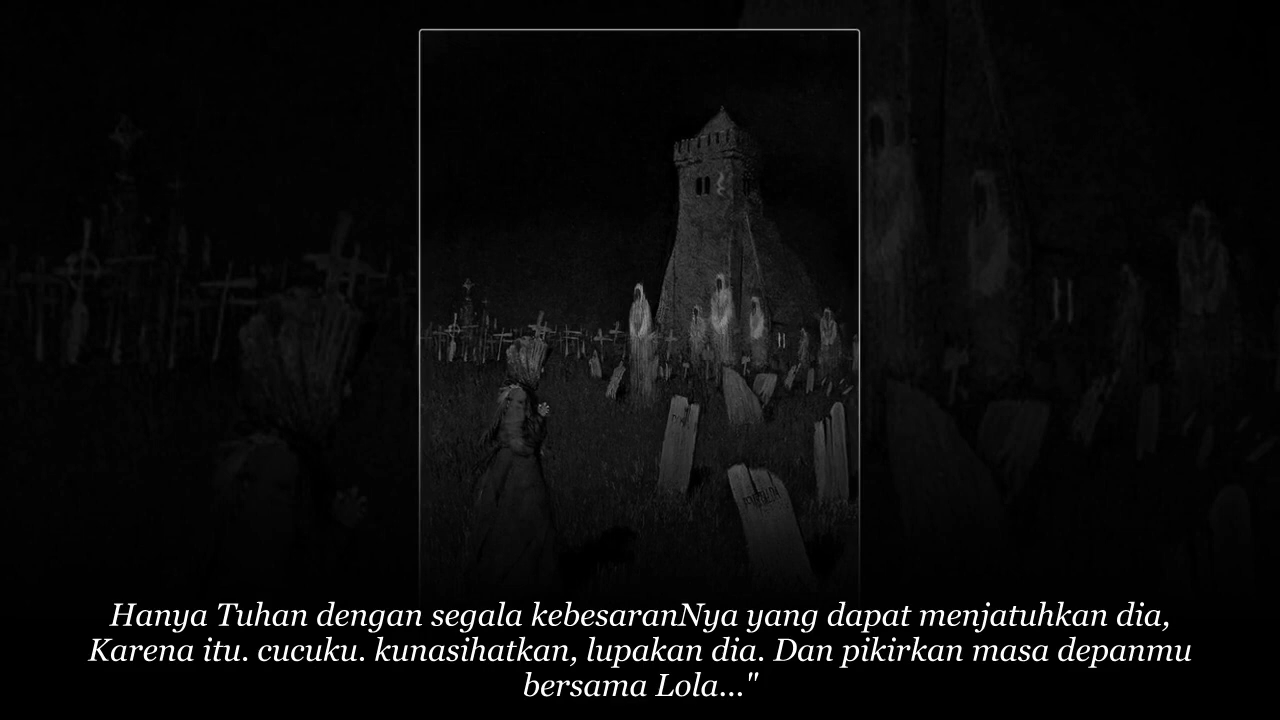 Hanya Tuhan dengan segala kebesaranNya yang dapat menjatuhkan dia,
Karena itu. cucuku. kunasihatkan, lupakan dia. Dan pikirkan masa depanmu
bersama Lola..."